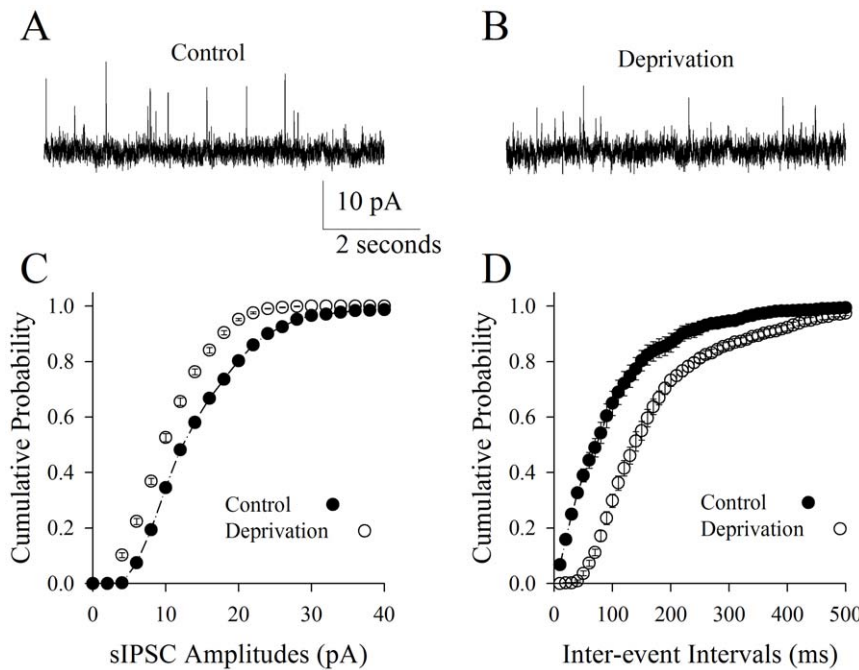 A
Control
B
Deprivation
10 pA
2 seconds
C
1.0
0.8
0.6
0.4
0.2
0.0
Cumulative Probability
Control
Deprivation
0 10 20 30 40
sIPSC Amplitudes (pA)
D
1.0
0.8
0.6
0.4
0.2
0.0
Cumulative Probability
Control
Deprivation
0 100 200 300 400 500
Inter-event Intervals (ms)